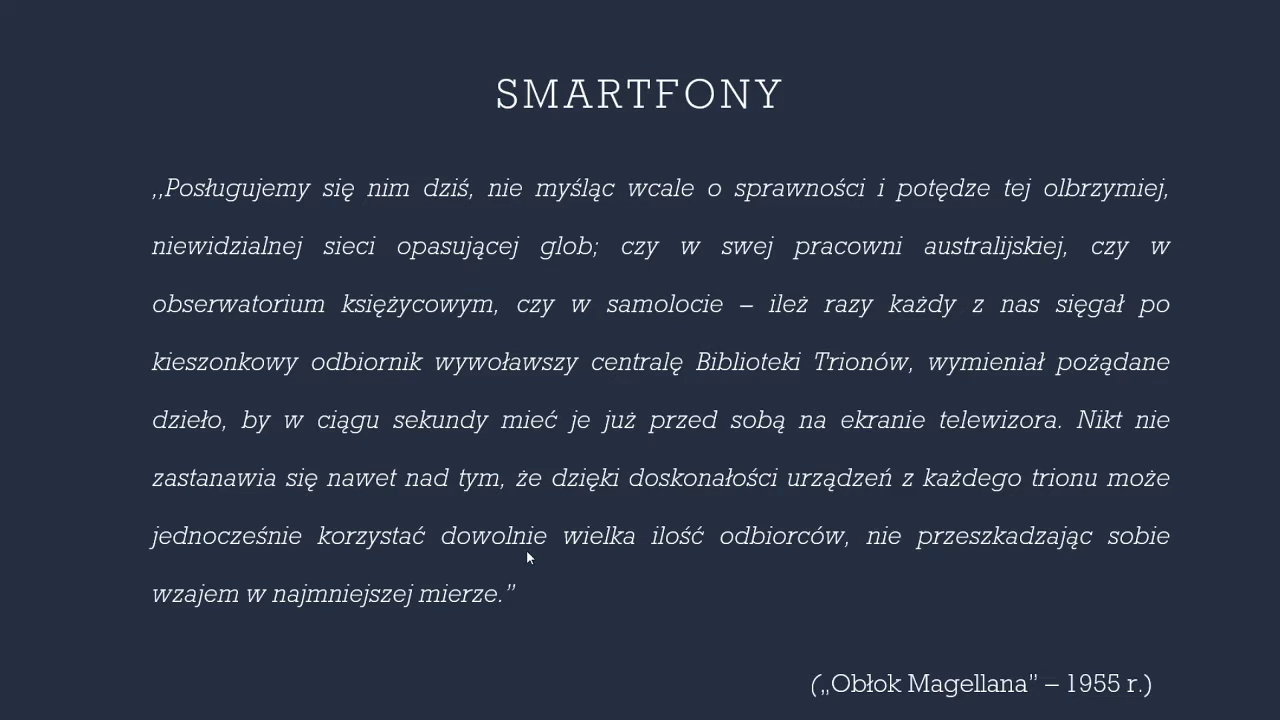 SMARTFONY
,,Posługujemy się nim dziś, nie myśląc wcale o sprawności i potędze tej olbrzymiej,
niewidzialnej sieci opasującej glob; czy w swej pracowni australijskiej, czy w
obserwatorium księżycowym, czy w samolocie – ileż razy każdy z nas sięgał po
kieszonkowy odbiornik wywoławszy centralę Biblioteki Trionów, wymieniał pożądane
dzieło, by w ciągu sekundy mieć je już przed sobą na ekranie telewizora. Nikt nie
zastanawia się nawet nad tym, że dzięki doskonałości urządzeń z każdego trionu może
jednocześnie korzystać dowolnie wielka ilość odbiorców, nie przeszkadzając sobie
wzajem w najmniejszej mierze.”
(„Obłok Magellana” – 1955 r.)